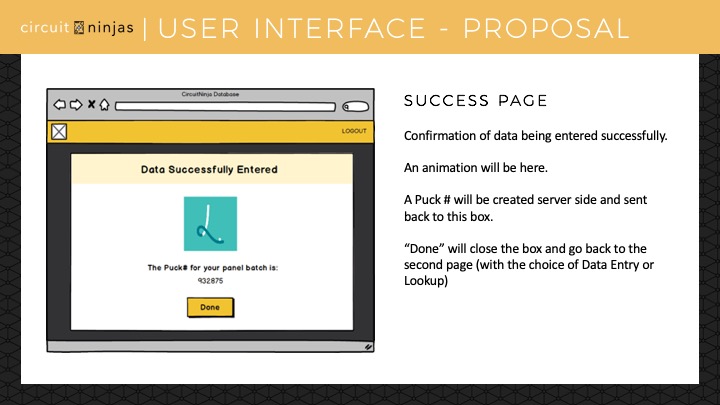 circuit ninjas | USER INTERFACE - PROPOSAL
CircuitNinja Database
LOGOUT
Data Successfully Entered
The Puck# for your panel batch is:
932875
Done
SUCCESS PAGE
Confirmation of data being entered successfully.
An animation will be here.
A Puck # will be created server side and sent
back to this box.
“Done” will close the box and go back to the
second page (with the choice of Data Entry or
Lookup)